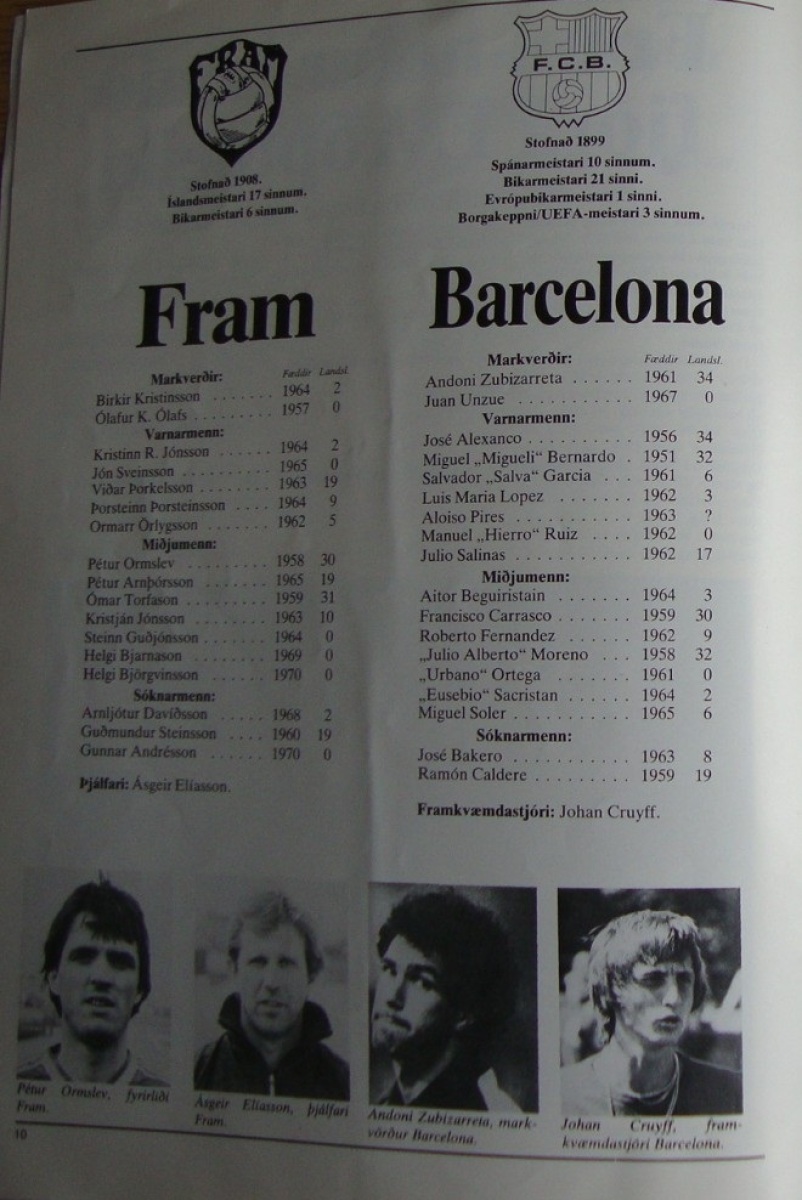 FRAM
Stofnað 1908.
Íslandsmeistari 17 sinnum.
Bikarmeistari 6 sinnum.
Fram
Fæddir Landsl.
Markverðir:
Birkir Kristinsson . . . . . . . 1964 2
Ólafur K. Ólafs . . . . . . . . . 1957 0
Varnarmenn:
Kristinn R. Jónsson . . . . . . 1964 2
Jón Sveinsson . . . . . . . . . 1965 0
Viðar Þorkelsson . . . . . . . . 1963 19
Þorsteinn Þorsteinsson . . . . 1964 9
Ormarr Örlygsson . . . . . . . 1962 5
Miðjumenn:
Pétur Ormslev . . . . . . . . . 1958 30
Pétur Arnþórsson . . . . . . . 1965 19
Ómar Torfason . . . . . . . . . 1959 31
Kristján Jónsson . . . . . . . . 1963 10
Steinn Guðjónsson . . . . . . . 1964 0
Helgi Bjarnason . . . . . . . . 1969 0
Helgi Björgvinsson . . . . . . 1970 0
Sóknarmenn:
Arnljótur Davíðsson . . . . . 1968 2
Guðmundur Steinsson . . . . 1960 19
Gunnar Andrésson . . . . . . 1970 0
Þjálfari: Ásgeir Elíasson.
F.C.B.
Stofnað 1899
Spánarmeistari 10 sinnum.
Bikarmeistari 21 sinni.
Evrópubikarmeistari 1 sinni.
Borgakeppni/UEFA-meistari 3 sinnum.
Barcelona
Markverðir: Fæddir Landsl.
Andoni Zubizarreta . . . . . . 1961 34
Juan Unzue . . . . . . . . . . . 1967 0
Varnarmenn:
José Alexanco . . . . . . . . . . 1956 34
Miguel „Migueli" Bernardo . 1951 32
Salvador „Salva" Garcia . . . 1961 6
Luis Maria Lopez . . . . . . . 1962 3
Aloiso Pires . . . . . . . . . . . 1963 ?
Manuel „Hierro" Ruiz . . . . 1962 0
Julio Salinas . . . . . . . . . . . 1962 17
Miðjumenn:
Aitor Beguiristain . . . . . . . 1964 3
Francisco Carrasco . . . . . . . 1959 30
Roberto Fernandez . . . . . . 1962 9
„Julio Alberto" Moreno . . . 1958 32
„Urbano" Ortega . . . . . . . 1961 0
„Eusebio" Sacristan . . . . . . 1964 2
Miguel Soler . . . . . . . . . . . 1965 6
Sóknarmenn:
José Bakero . . . . . . . . . . . 1963 8
Ramón Caldere . . . . . . . . . 1959 19
Framkvæmdastjóri: Johan Cruyff.
Pétur Ormslev, fyrirliði
Fram.
Ásgeir Elíasson, þjálfari
Fram.
Andoni Zubizarreta, mark-
vörður Barcelona.
Johan Cruyff, fram-
kvæmdastjóri Barcelona.
10